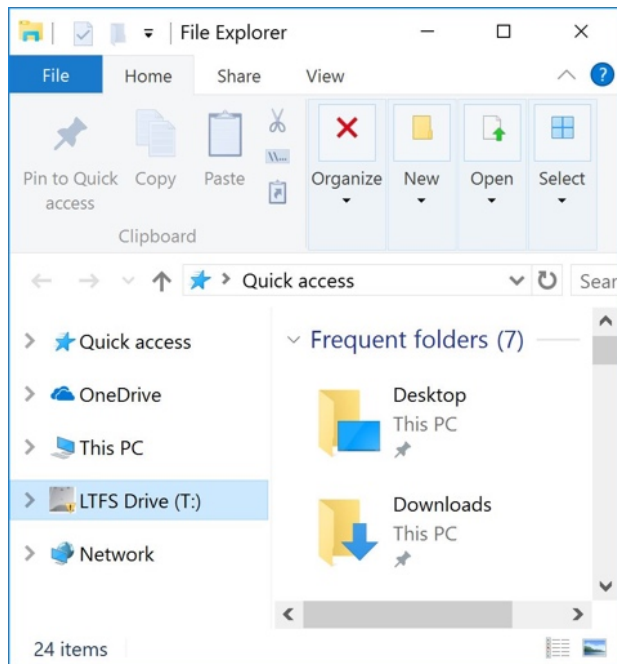 File Explorer
File Home Share View
Pin to Quick access
Copy
Paste
\\...
Organize
New
Open
Select
Clipboard
Quick access
Sear
Quick access
OneDrive
This PC
LTFS Drive (T:)
Network
Frequent folders (7)
Desktop
This PC
Downloads
This PC
24 items